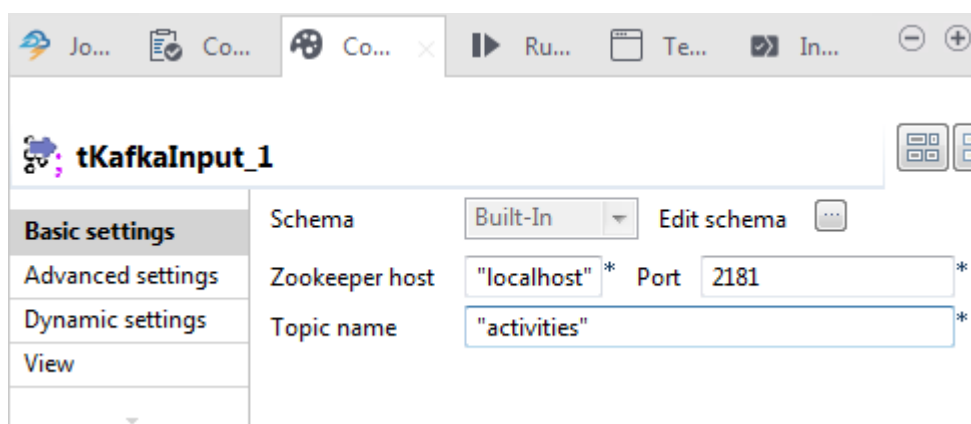 Jo... Co... Co... Ru... Te... In...
tKafkaInput_1
Basic settings
Advanced settings
Dynamic settings
View
Schema Built-In Edit schema ...
Zookeeper host "localhost" * Port 2181 *
Topic name "activities" *